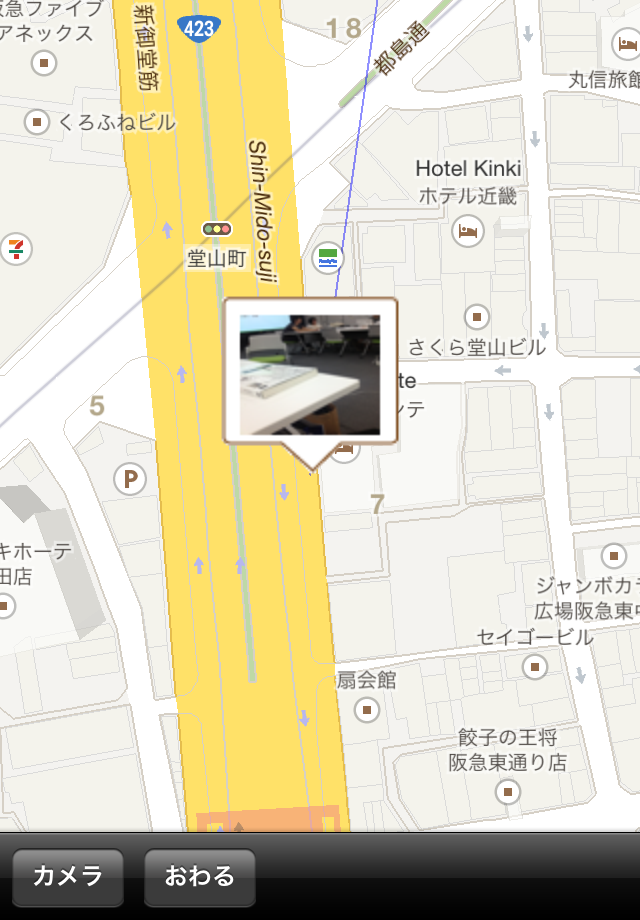 急ファイブ
アネックス
新御堂筋
423
18
都島通
丸信旅館
くろふねビル
Shin-Mido-suji
Hotel Kinki
ホテル近畿
堂山町
7
FamilyMart
さくら堂山ビル
te
ンテ
5
P
7
キホーテ
田店
ジャンボカラ
広場阪急東中
セイゴービル
扇会館
餃子の王将
阪急東通り店
カメラ
おわる